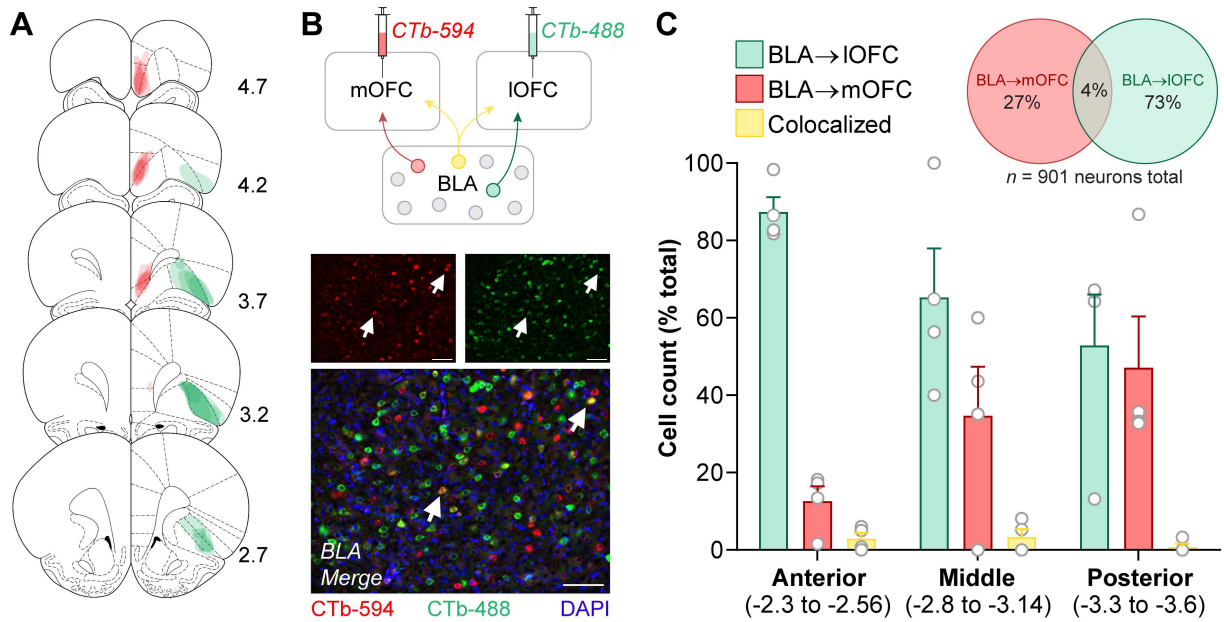 A
4.7
4.2
3.7
3.2
2.7
B
CTb-594
CTb-488
mOFC
lOFC
BLA
BLA
Merge
CTb-594 CTb-488 DAPI
C
BLA→lOFC
BLA→mOFC
Colocalized
BLA→mOFC
27%
4%
BLA→lOFC
73%
n = 901 neurons total
Cell count (% total)
100
80
60
40
20
0
Anterior
(-2.3 to -2.56)
Middle
(-2.8 to -3.14)
Posterior
(-3.3 to -3.6)